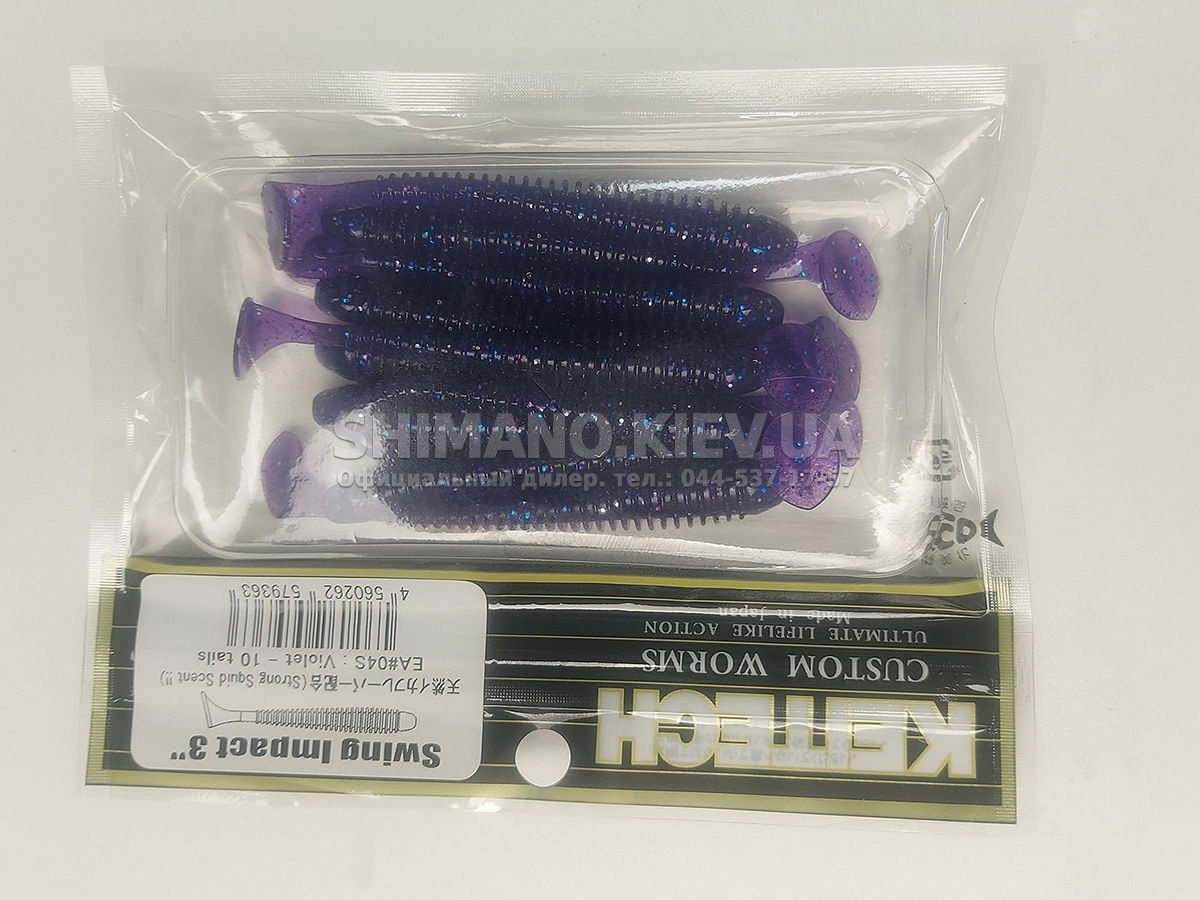 SHIMANO.KIEV.UA
Официальный дилер. тел.: 044-537-17-57
KEITECH
CUSTOM WORMS
ULTIMATE LIFELIKE ACTION
Made in Japan
Swing Impact 3"
天然イカフレーバー配合 (Strong Squid Scent !!)
EA#04S : Violet - 10 tails
4 560262 579363